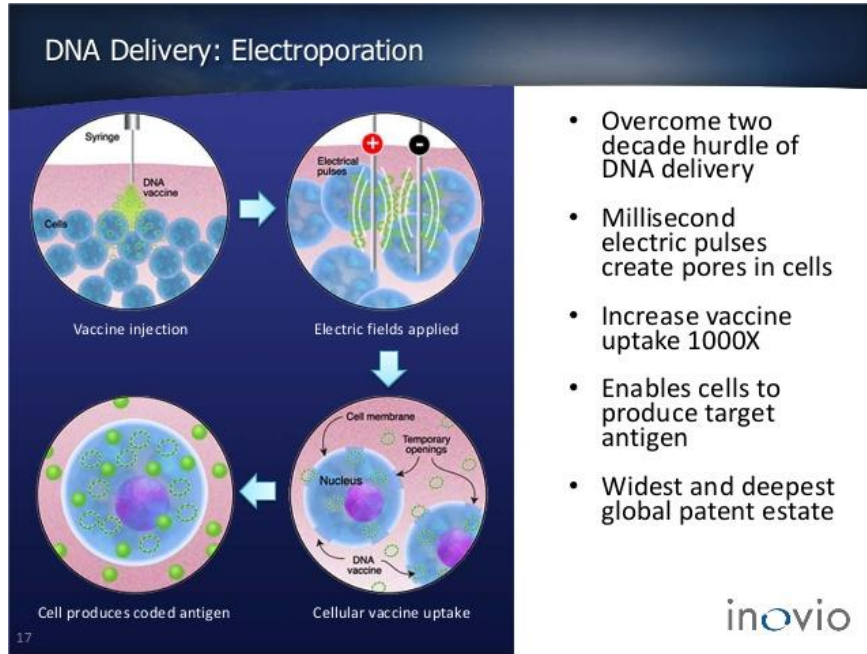 DNA Delivery: Electroporation
Syringe
DNA
vaccine
Cells
Vaccine injection
+
-
Electrical
pulses
Electric fields applied
Cell membrane
Temporary
openings
Nucleus
DNA
vaccine
Cellular vaccine uptake
Cell produces coded antigen
• Overcome two
decade hurdle of
DNA delivery
• Millisecond
electric pulses
create pores in cells
• Increase vaccine
uptake 1000X
• Enables cells to
produce target
antigen
• Widest and deepest
global patent estate
17
inovio